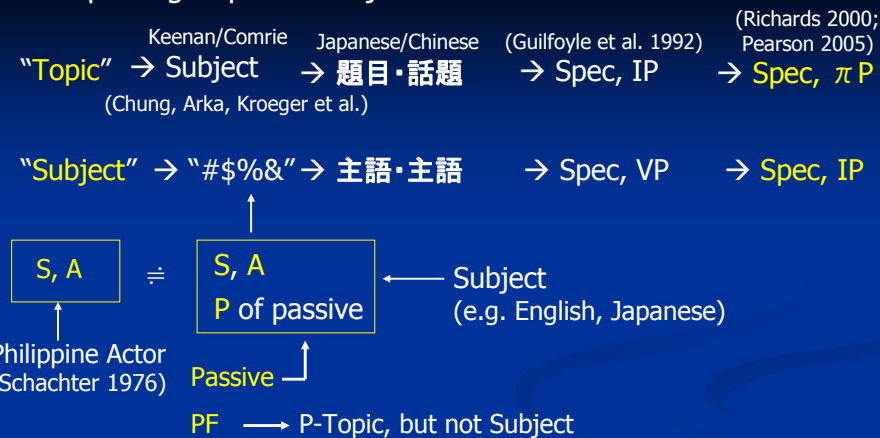 (Richards 2000;
Keenan/Comrie Japanese/Chinese (Guilfoyle et al. 1992) Pearson 2005)
“Topic” → Subject → 題目・話題 → Spec, IP → Spec, πP
(Chung, Arka, Kroeger et al.)
“Subject” → “#$%&” → 主語・主語 → Spec, VP → Spec, IP
S, A ≒ S, A
P of passive
Subject
(e.g. English, Japanese)
Philippine Actor
Schachter 1976)
Passive
PF → P-Topic, but not Subject